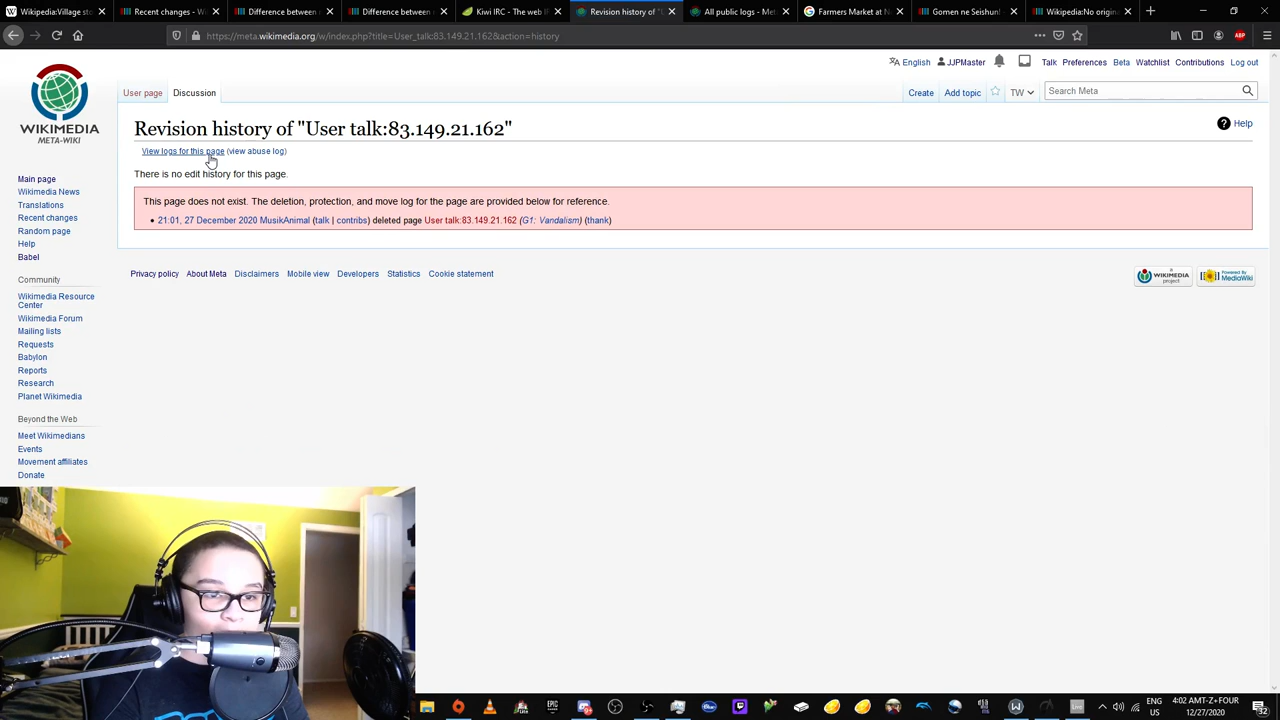 Wikipedia:Village sto
Recent changes - Wi
Difference between
Difference between
Kiwi IRC - The web I
Revision history of "
All public logs - Met
Farmers Market at N
Gomen ne Seishun!
Wikipedia:No origina
https://meta.wikimedia.org/w/index.php?title=User_talk:83.149.21.162&action=history
English JJPMaster Talk Preferences Beta Watchlist Contributions Log out
User page Discussion Create Add topic TW Search Meta
WIKIMEDIA
META-WIKI
Revision history of "User talk:83.149.21.162"
Help
View logs for this page (view abuse log)
There is no edit history for this page.
This page does not exist. The deletion, protection, and move log for the page are provided below for reference.
• 21:01, 27 December 2020 MusikAnimal (talk | contribs) deleted page User talk:83.149.21.162 (G1: Vandalism) (thank)
Main page
Wikimedia News
Translations
Recent changes
Random page
Help
Babel
Community
Wikimedia Resource
Center
Wikimedia Forum
Mailing lists
Requests
Babylon
Reports
Research
Planet Wikimedia
Beyond the Web
Meet Wikimedians
Events
Movement affiliates
Donate
Privacy policy About Meta Disclaimers Mobile view Developers Statistics Cookie statement
a
WIKIMEDIA
project
Powered By
MediaWiki
EPIC
Live
ENG
US
4:02 AMT-Z+FOUR
12/27/2020